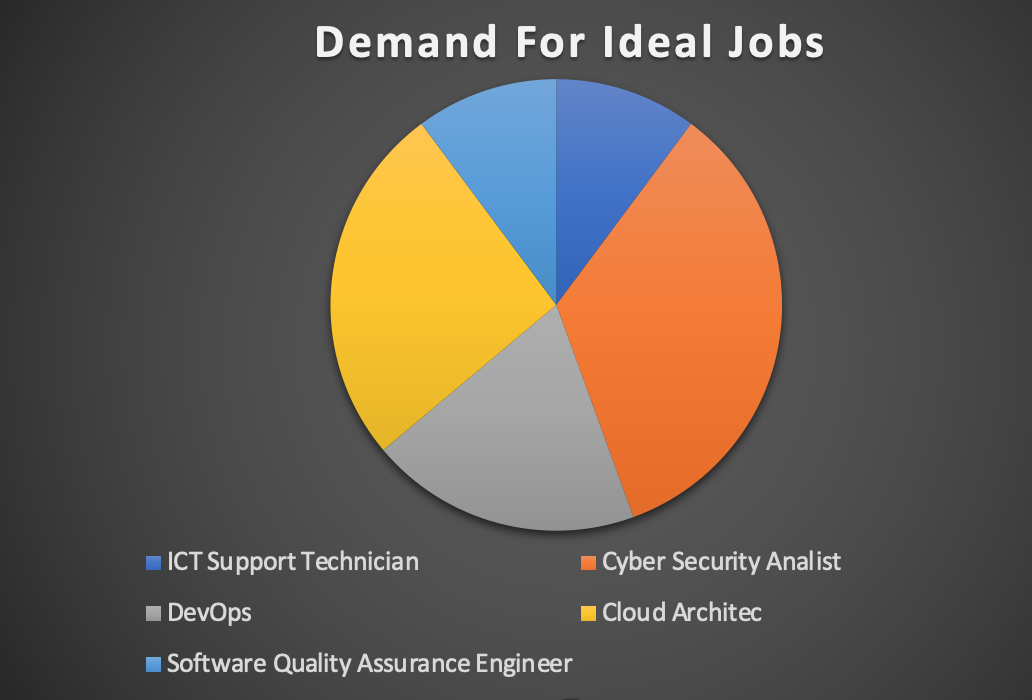 Demand For Ideal Jobs
ICT Support Technician
Cyber Security Analist
DevOps
Cloud Architec
Software Quality Assurance Engineer